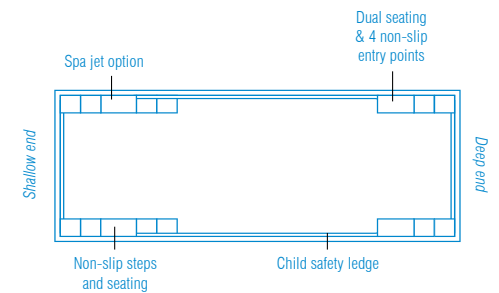 Dual seating
& 4 non-slip
entry points
Spa jet option
Shallow end
Deep end
Non-slip steps
and seating
Child safety ledge